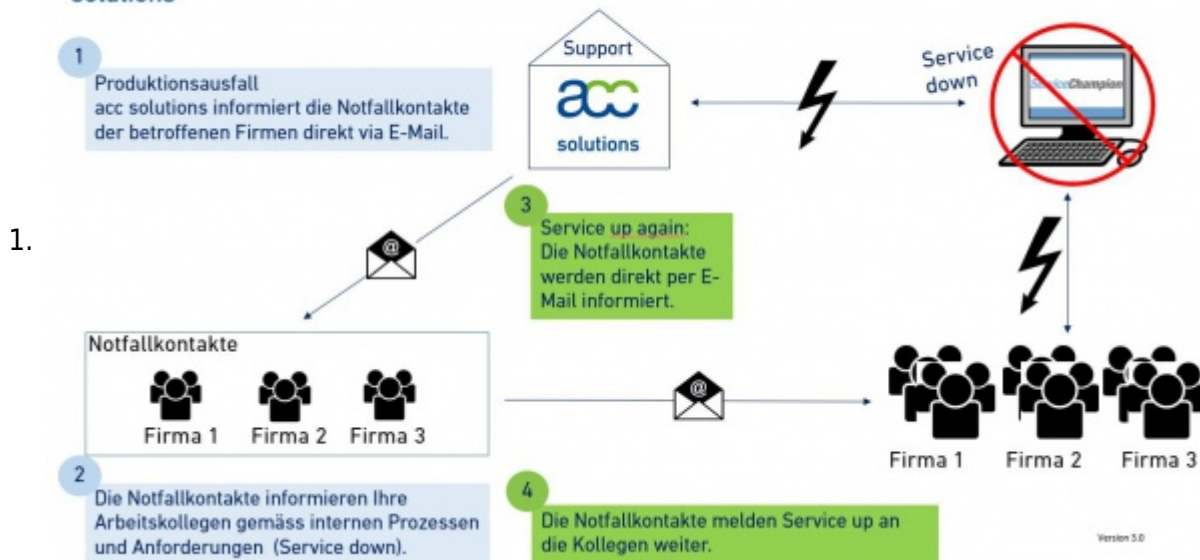 solutions
1
Produktionsausfall
acc solutions informiert die Notfallkontakte
der betroffenen Firmen direkt via E-Mail.
Support
acc
solutions
Service
down
ServiceChampion
1.
@
3
Service up again:
Die Notfallkontakte
werden direkt per E-
Mail informiert.
Notfallkontakte
Firma 1 Firma 2 Firma 3
@
Firma 1 Firma 2 Firma 3
2
Die Notfallkontakte informieren Ihre
Arbeitskollegen gemäss internen Prozessen
und Anforderungen (Service down).
4
Die Notfallkontakte melden Service up an
die Kollegen weiter.
Version 3.0